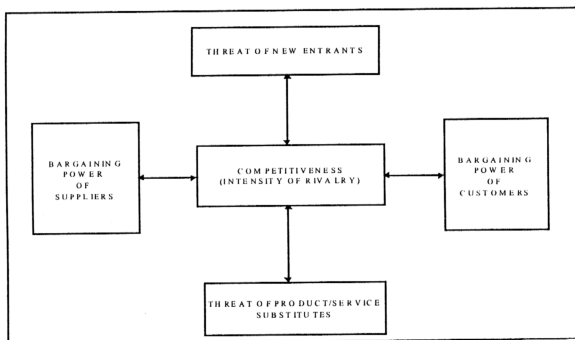 THREAT OF NEW ENTRANTS
BARGAINING
POWER
OF
SUPPLIERS
COMPETITIVENESS
(INTENSITY OF RIVALRY)
BARGAINING
POWER
OF
CUSTOMERS
THREAT OF PRODUCT/SERVICE
SUBSTITUTES